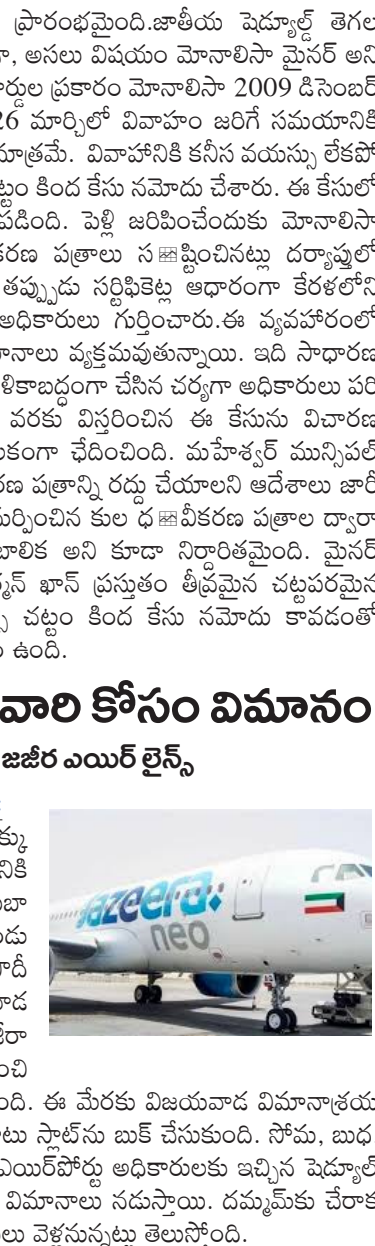 ప్రారంభమైంది.జాతీయ షెడ్యూల్డ్ తెగల
, అసలు విషయం మోనాలిసా మైనర్ అని
ర్డుల ప్రకారం మోనాలిసా 2009 డిసెంబర్
26 మార్చిలో వివాహం జరిగే సమయానికి
మాత్రమే. వివాహానికి కనీస వయస్సు లేకపో
ట్టం కింద కేసు నమోదు చేశారు. ఈ కేసులో
పడింది. పెళ్లి జరిపించేందుకు మోనాలిసా
కరణ పత్రాలు స ష్టించినట్లు దర్యాప్తులో
తప్పుడు సర్టిఫికెట్ల ఆధారంగా కేరళలోని
అధికారులు గుర్తించారు.ఈ వ్యవహారంలో
మానాలు వ్యక్తమవుతున్నాయి. ఇది సాధారణ
ళికాబద్ధంగా చేసిన చర్యగా అధికారులు పరి
వరకు విస్తరించిన ఈ కేసును విచారణ
లకంగా ఛేదించింది. మహేశ్వర్ మున్సిపల్
రణ పత్రాన్ని రద్దు చేయాలని ఆదేశాలు జారీ
మర్పించిన కుల ధ వీకరణ పత్రాల ద్వారా
బాలిక అని కూడా నిర్ధారితమైంది. మైనర్
ర్మన్ ఖాన్ ప్రస్తుతం తీవ్రమైన చట్టపరమైన
చట్టం కింద కేసు నమోదు కావడంతో
ఉంది.
వారి కోసం విమానం
జజీర ఎయిర్ లైన్స్
క్కు
నికి
ంబా
ండు
ాదీ
వాడ
జీరా
ంచి
Jazeera
neo
ంది. ఈ మేరకు విజయవాడ విమానాశ్రయ
టు స్లాట్‌ను బుక్ చేసుకుంది. సోమ, బుధ
ఎయిర్‌పోర్టు అధికారులకు ఇచ్చిన షెడ్యూల్
విమానాలు నడుస్తాయి. దమ్మమ్‌కు చేరాక
లు వెళ్లనున్నట్టు తెలుస్తోంది.